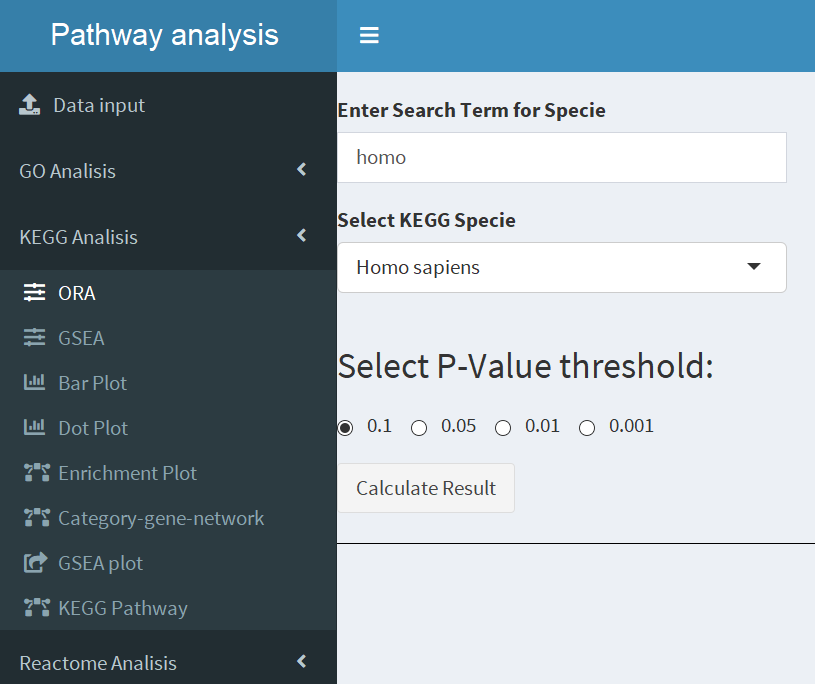 Pathway analysis
Data input
GO Analisis
KEGG Analisis
ORA
GSEA
Bar Plot
Dot Plot
Enrichment Plot
Category-gene-network
GSEA plot
KEGG Pathway
Reactome Analisis
Enter Search Term for Specie
homo
Select KEGG Specie
Homo sapiens
Select P-Value threshold:
0.1 0.05 0.01 0.001
Calculate Result